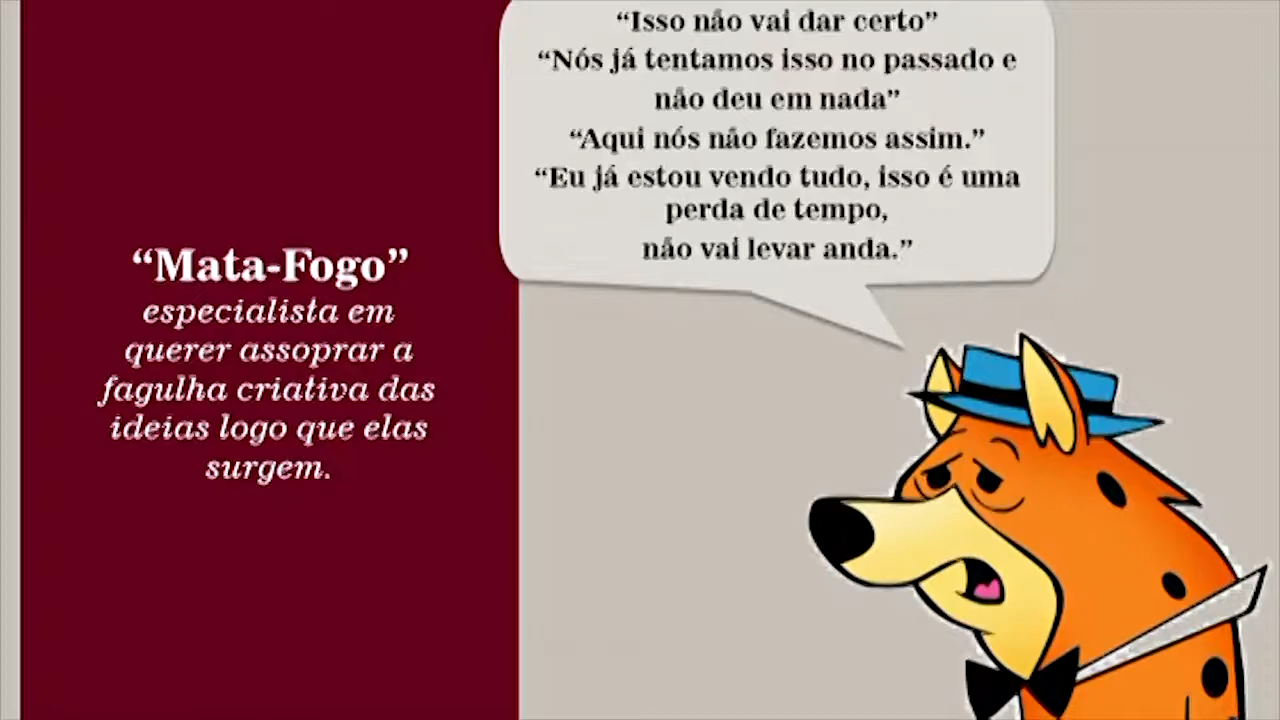 “Mata-Fogo”
especialista em
querer assoprar a
fagulha criativa das
ideias logo que elas
surgem.
“Isso não vai dar certo”
“Nós já tentamos isso no passado e
não deu em nada”
“Aqui nós não fazemos assim.”
“Eu já estou vendo tudo, isso é uma
perda de tempo,
não vai levar anda.”